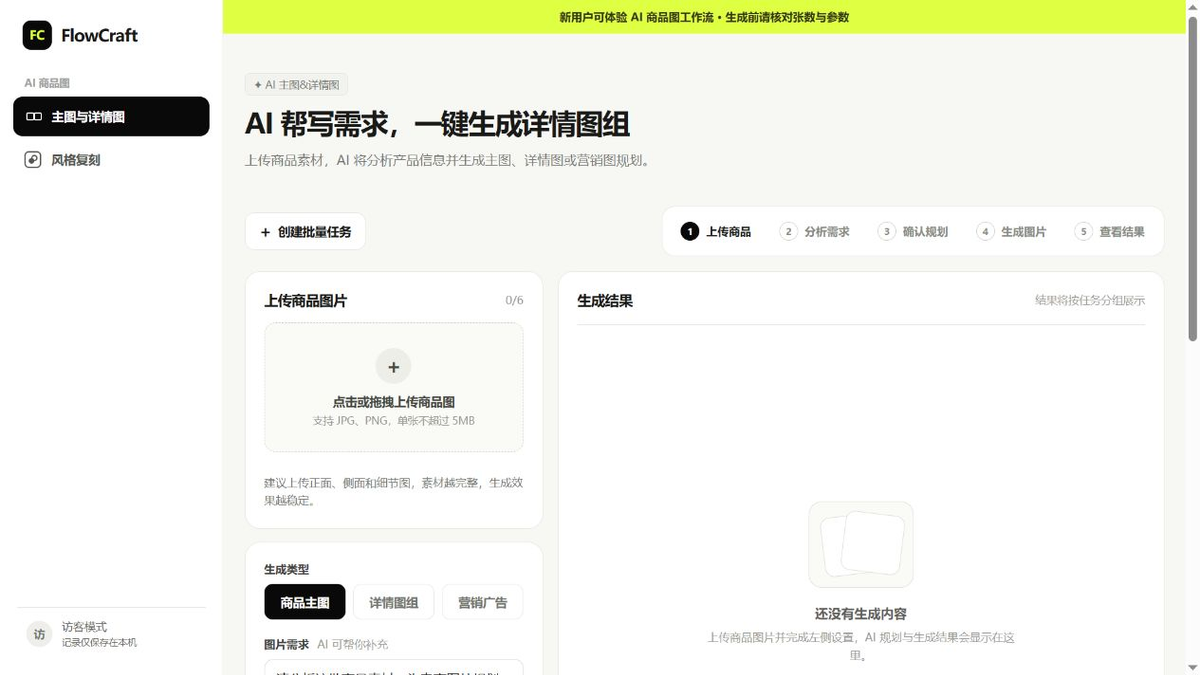 FC FlowCraft
AI 商品图
主图与详情图
风格复刻
访
访客模式
记录仅保存在本机
新用户可体验 AI 商品图工作流 · 生成前请核对张数与参数
✦ AI 主图&详情图
AI 帮写需求，一键生成详情图组
上传商品素材，AI 将分析产品信息并生成主图、详情图或营销图规划。
+ 创建批量任务
1 上传商品
2 分析需求
3 确认规划
4 生成图片
5 查看结果
上传商品图片 0/6
+
点击或拖拽上传商品图
支持 JPG、PNG，单张不超过 5MB
建议上传正面、侧面和细节图，素材越完整，生成效
果越稳定。
生成类型
商品主图 详情图组 营销广告
图片需求 AI 可帮你补充
生成结果 结果将按任务分组展示
还没有生成内容
上传商品图片并完成左侧设置，AI 规划与生成结果会显示在这
里。